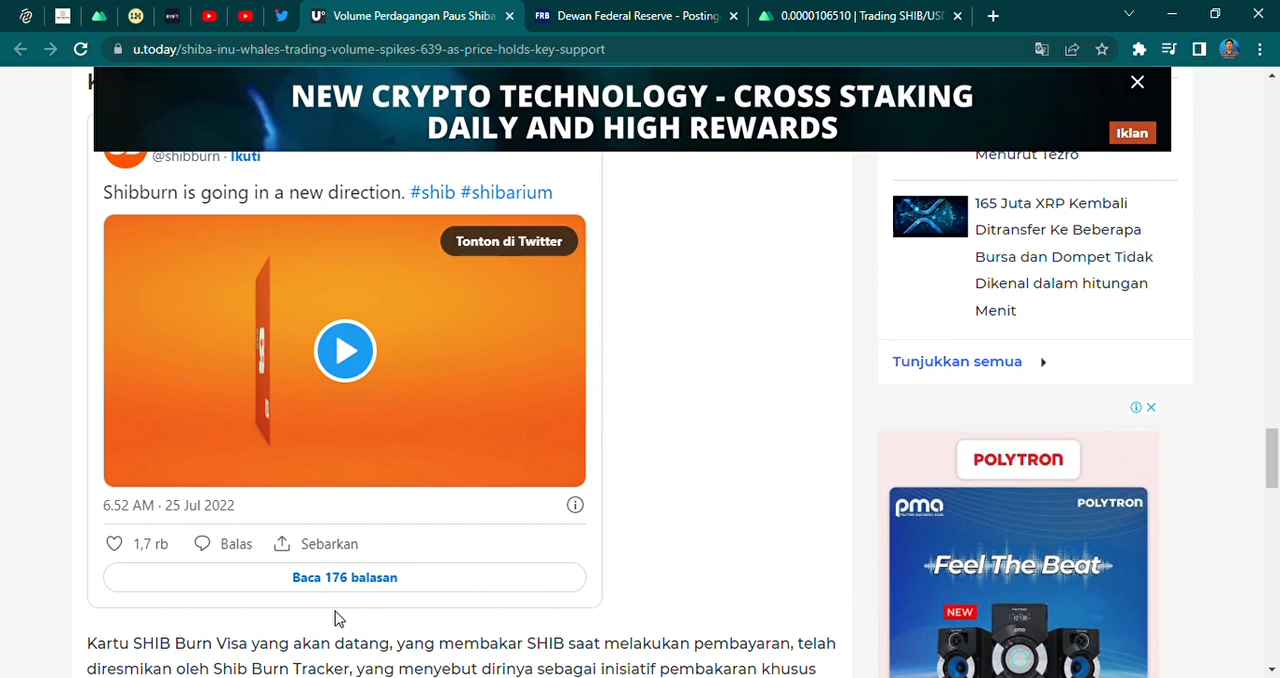 BYBIT
Volume Perdagangan Paus Shiba
FRB Dewan Federal Reserve - Posting
0.0000106510 | Trading SHIB/USD
u.today/shiba-inu-whales-trading-volume-spikes-639-as-price-holds-key-support
NEW CRYPTO TECHNOLOGY - CROSS STAKING
DAILY AND HIGH REWARDS
Iklan
@shibburn · Ikuti
Shibburn is going in a new direction. #shib #shibarium
Tonton di Twitter
6.52 AM · 25 Jul 2022
1,7 rb Balas Sebarkan
Baca 176 balasan
Kartu SHIB Burn Visa yang akan datang, yang membakar SHIB saat melakukan pembayaran, telah
diresmikan oleh Shib Burn Tracker, yang menyebut dirinya sebagai inisiatif pembakaran khusus
Menurut Tezro
165 Juta XRP Kembali
Ditransfer Ke Beberapa
Bursa dan Dompet Tidak
Dikenal dalam hitungan
Menit
Tunjukkan semua
POLYTRON
pma POLYTRON
Feel The Beat
NEW